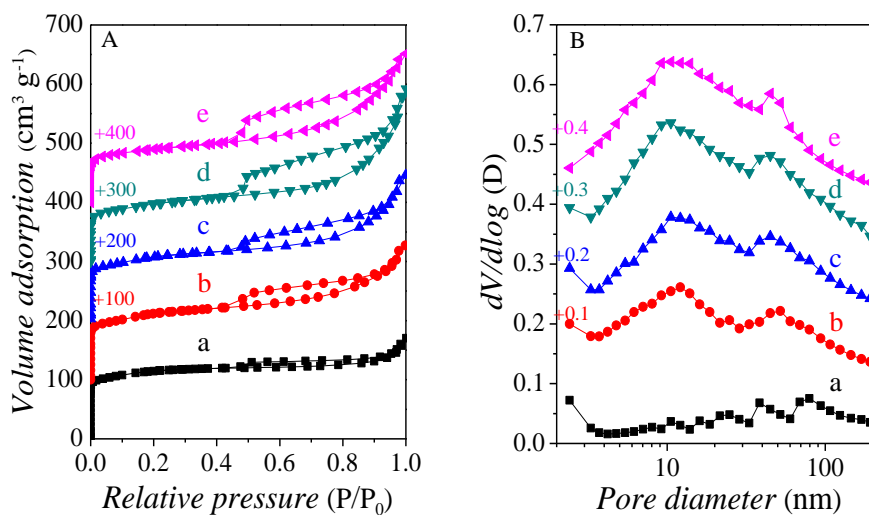 A
Volume adsorption (cm³ g⁻¹)
700
600
500
400
300
200
100
0
e
+400
d
+300
c
+200
b
+100
a
0.0 0.2 0.4 0.6 0.8 1.0
Relative pressure (P/P₀)
B
dV/dlog (D)
0.7
0.6
0.5
0.4
0.3
0.2
0.1
0.0
e
+0.4
d
+0.3
c
+0.2
b
+0.1
a
10 100
Pore diameter (nm)